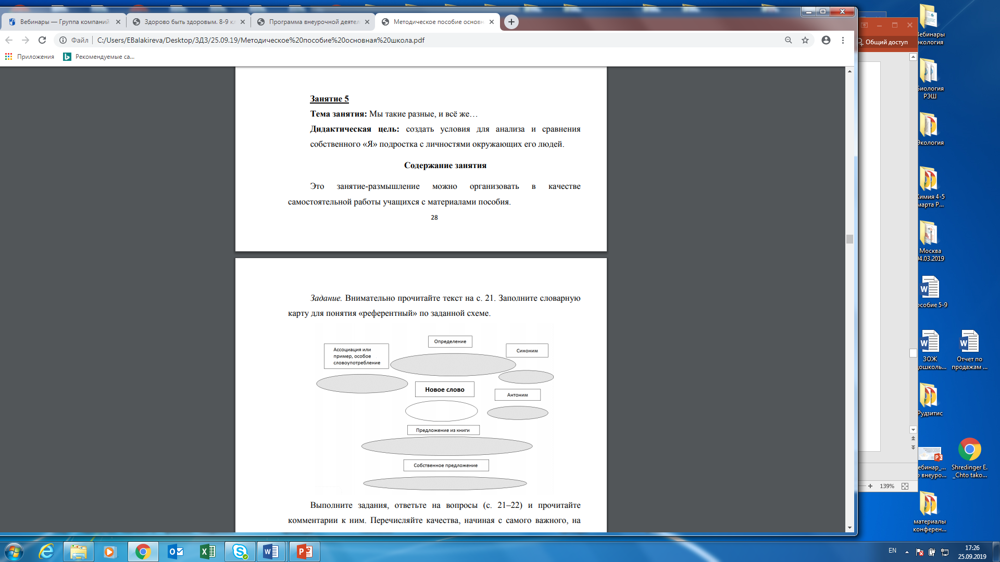 Вебинары — Группа компаний
Здорово быть здоровым. 8-9 кл
Программа внеурочной деятел
Методическое пособие основн
Файл
C:/Users/EBalakireva/Desktop/ЗДЗ/25.09.19/Методическое%20пособие%20основная%20школа.pdf
Приложения
Рекомендуемые са...
Общий доступ
Занятие 5
Тема занятия: Мы такие разные, и всё же…
Дидактическая цель: создать условия для анализа и сравнения
собственного «Я» подростка с личностями окружающих его людей.
Содержание занятия
Это занятие-размышление можно организовать в качестве
самостоятельной работы учащихся с материалами пособия.
28
Задание. Внимательно прочитайте текст на с. 21. Заполните словарную
карту для понятия «референтный» по заданной схеме.
Определение
Ассоциация или
пример, особое
словоупотребление
Синоним
Новое слово
Антоним
Предложение из книги
Собственное предложение
Выполните задания, ответьте на вопросы (с. 21–22) и прочитайте
комментарии к ним. Перечисляйте качества, начиная с самого важного, на
139%
Вебинары
экология
Биология
РЭШ
Экология
Химия 4-5
марта Р...
Москва
04.03.2019
пособие 5-9
ЗОЖ
дошколь...
Отчет по
продажам ...
Рудзитис
вебинар_...
о внеуро...
Shredinger E.
_Chto tako...
материалы
конферен...
EN
17:26
25.09.2019